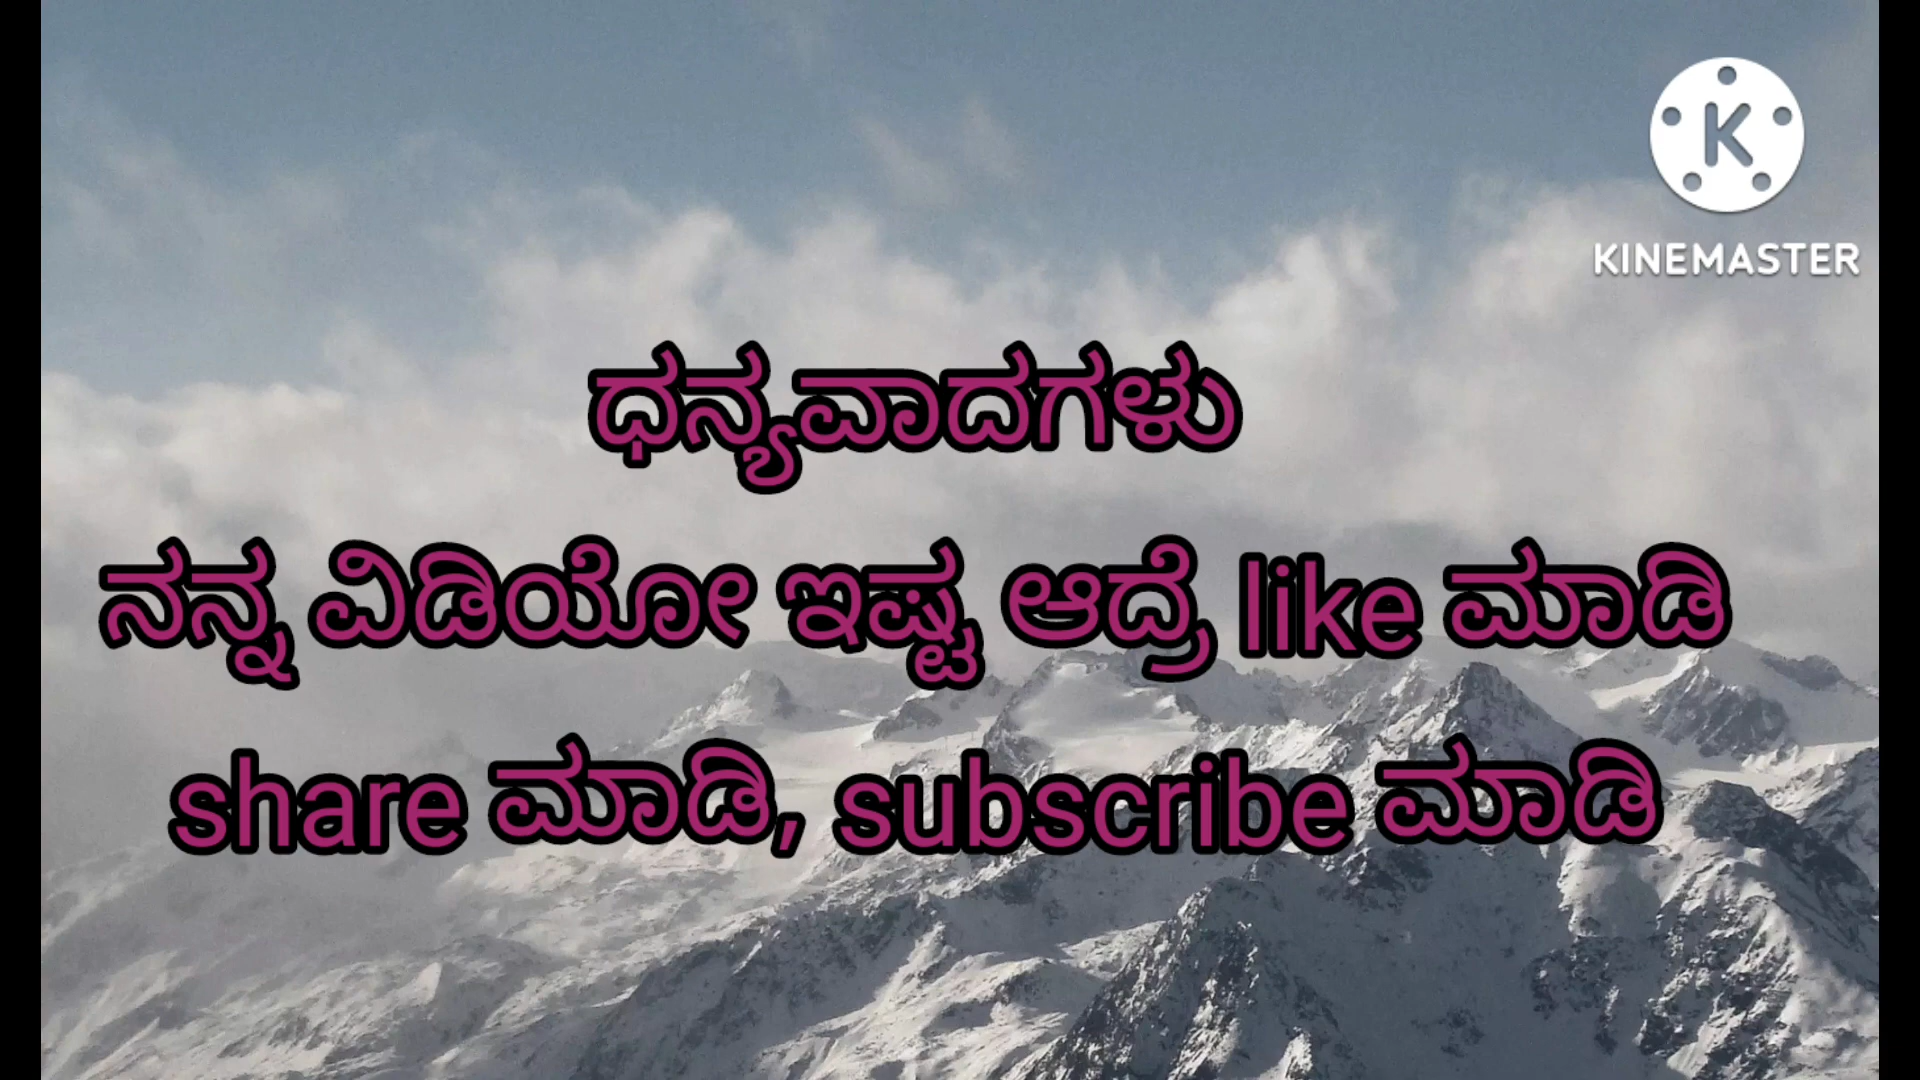 K
KINEMASTER
ಧನ್ಯವಾದಗಳು
ನನ್ನ ವಿಡಿಯೋ ಇಷ್ಟ ಆದ್ರೆ like ಮಾಡಿ
share ಮಾಡಿ, subscribe ಮಾಡಿ